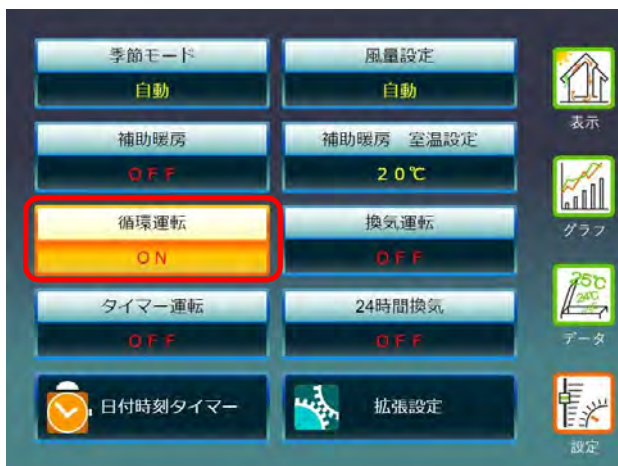 季節モード
自動
風量設定
自動
補助暖房
OFF
補助暖房 室温設定
20℃
循環運転
ON
換気運転
OFF
タイマー運転
OFF
24時間換気
OFF
日付時刻タイマー
拡張設定
表示
グラフ
25℃
24℃
データ
設定